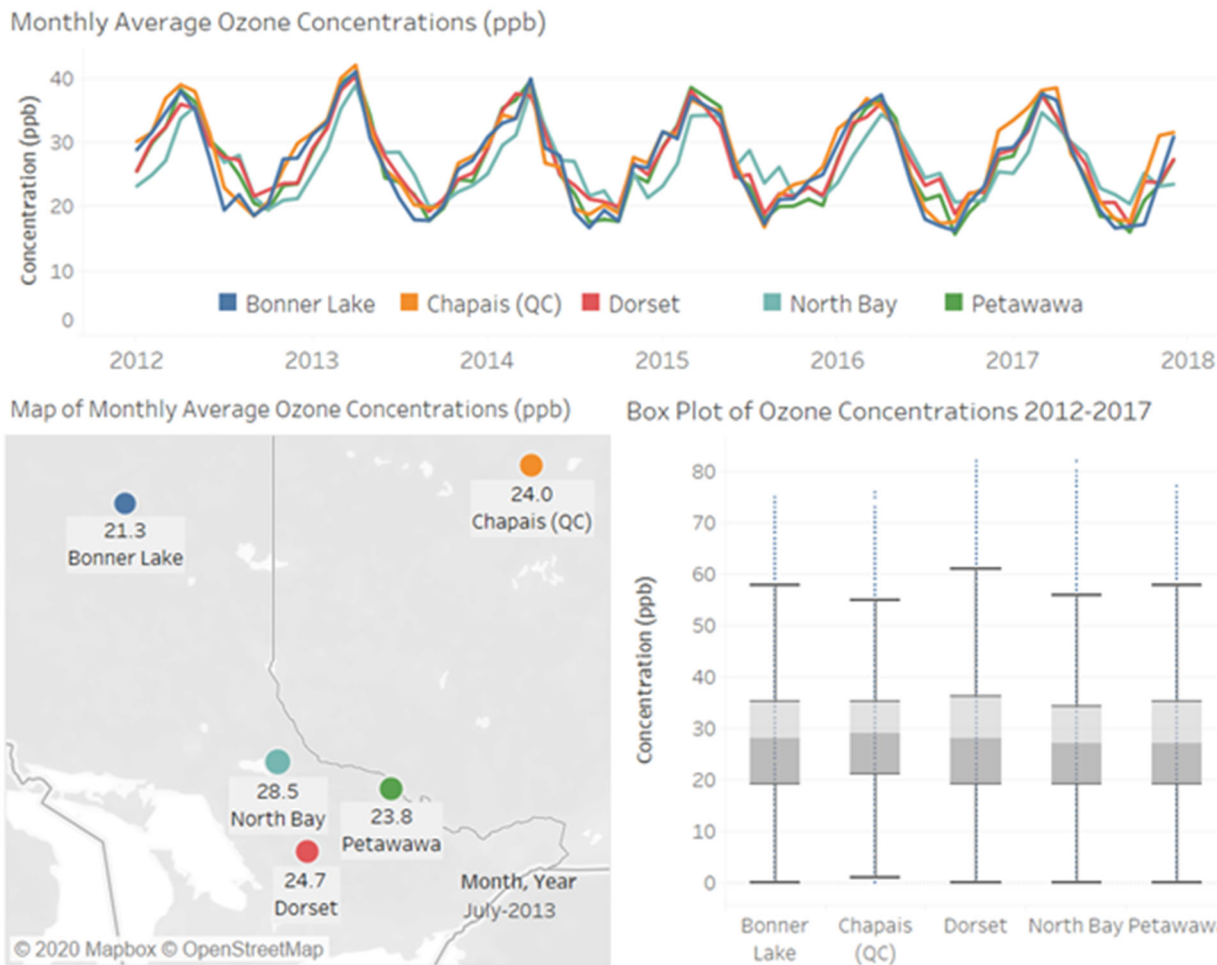 Monthly Average Ozone Concentrations (ppb)
Concentration (ppb)
40
30
20
10
0
Bonner Lake Chapais (QC) Dorset North Bay Petawawa
2012 2013 2014 2015 2016 2017 2018
Map of Monthly Average Ozone Concentrations (ppb)
24.0
Chapais (QC)
21.3
Bonner Lake
28.5
North Bay
23.8
Petawawa
24.7
Dorset
Month, Year
July-2013
© 2020 Mapbox © OpenStreetMap
Box Plot of Ozone Concentrations 2012-2017
Concentration (ppb)
80
70
60
50
40
30
20
10
0
Bonner Lake
Chapais (QC)
Dorset
North Bay
Petawawa